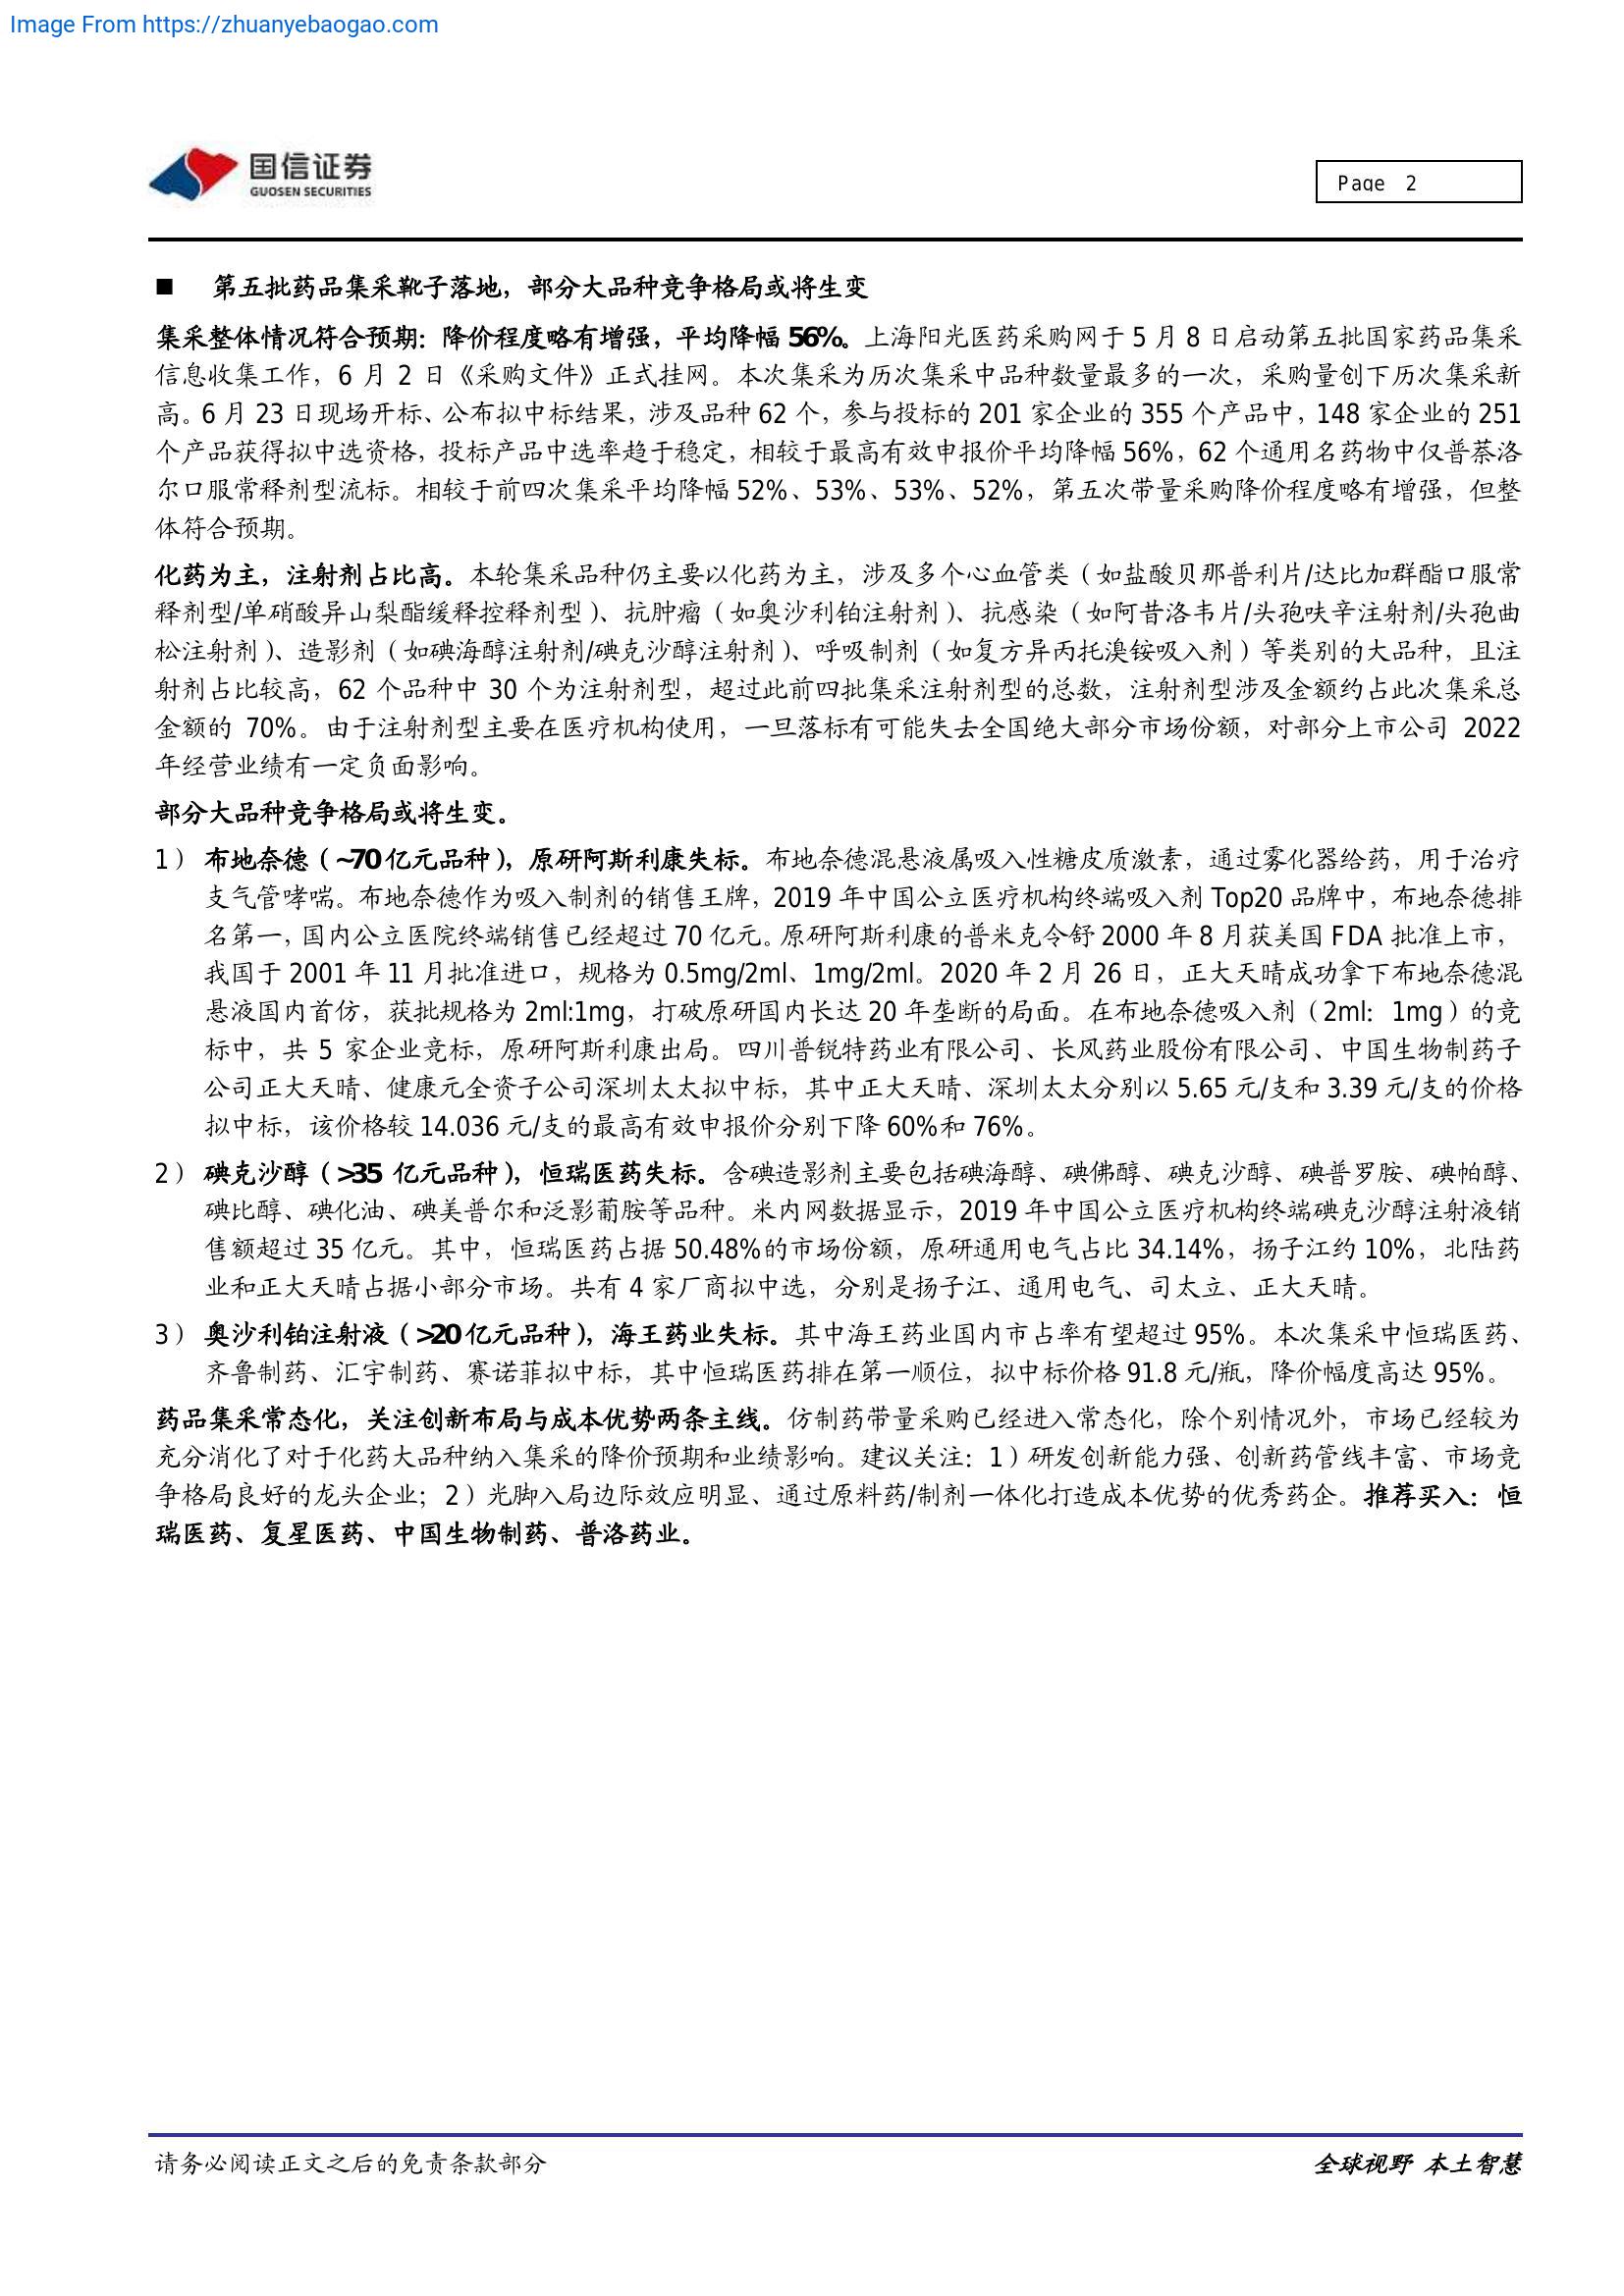 Image From https://zhuanyebaogao.com
国信证券
GUOSEN SECURITIES
Page 2
■ 第五批药品集采靴子落地，部分大品种竞争格局或将生变
集采整体情况符合预期：降价程度略有增强，平均降幅 56%。上海阳光医药采购网于 5 月 8 日启动第五批国家药品集采
信息收集工作，6 月 2 日《采购文件》正式挂网。本次集采为历次集采中品种数量最多的一次，采购量创下历次集采新
高。6 月 23 日现场开标、公布拟中标结果，涉及品种 62 个，参与投标的 201 家企业的 355 个产品中，148 家企业的 251
个产品获得拟中选资格，投标产品中选率趋于稳定，相较于最高有效申报价平均降幅 56%，62 个通用名药物中仅普萘洛
尔口服常释剂型流标。相较于前四次集采平均降幅 52%、53%、53%、52%，第五次带量采购降价程度略有增强，但整
体符合预期。
化药为主，注射剂占比高。本轮集采品种仍主要以化药为主，涉及多个心血管类（如盐酸贝那普利片/达比加群酯口服常
释剂型/单硝酸异山梨酯缓释控释剂型）、抗肿瘤（如奥沙利铂注射剂）、抗感染（如阿昔洛韦片/头孢呋辛注射剂/头孢曲
松注射剂）、造影剂（如碘海醇注射剂/碘克沙醇注射剂）、呼吸制剂（如复方异丙托溴铵吸入剂）等类别的大品种，且注
射剂占比较高，62 个品种中 30 个为注射剂型，超过此前四批集采注射剂型的总数，注射剂型涉及金额约占此次集采总
金额的 70%。由于注射剂型主要在医疗机构使用，一旦落标有可能失去全国绝大部分市场份额，对部分上市公司 2022
年经营业绩有一定负面影响。
部分大品种竞争格局或将生变。
1） 布地奈德（~70 亿元品种），原研阿斯利康失标。布地奈德混悬液属吸入性糖皮质激素，通过雾化器给药，用于治疗
支气管哮喘。布地奈德作为吸入制剂的销售王牌，2019 年中国公立医疗机构终端吸入剂 Top20 品牌中，布地奈德排
名第一，国内公立医院终端销售已经超过 70 亿元。原研阿斯利康的普米克令舒 2000 年 8 月获美国 FDA 批准上市，
我国于 2001 年 11 月批准进口，规格为 0.5mg/2ml、1mg/2ml。2020 年 2 月 26 日，正大天晴成功拿下布地奈德混
悬液国内首仿，获批规格为 2ml:1mg，打破原研国内长达 20 年垄断的局面。在布地奈德吸入剂（2ml：1mg）的竞
标中，共 5 家企业竞标，原研阿斯利康出局。四川普锐特药业有限公司、长风药业股份有限公司、中国生物制药子
公司正大天晴、健康元全资子公司深圳太太拟中标，其中正大天晴、深圳太太分别以 5.65 元/支和 3.39 元/支的价格
拟中标，该价格较 14.036 元/支的最高有效申报价分别下降 60%和 76%。
2） 碘克沙醇（>35 亿元品种），恒瑞医药失标。含碘造影剂主要包括碘海醇、碘佛醇、碘克沙醇、碘普罗胺、碘帕醇、
碘比醇、碘化油、碘美普尔和泛影葡胺等品种。米内网数据显示，2019 年中国公立医疗机构终端碘克沙醇注射液销
售额超过 35 亿元。其中，恒瑞医药占据 50.48%的市场份额，原研通用电气占比 34.14%，扬子江约 10%，北陆药
业和正大天晴占据小部分市场。共有 4 家厂商拟中选，分别是扬子江、通用电气、司太立、正大天晴。
3） 奥沙利铂注射液（>20 亿元品种），海王药业失标。其中海王药业国内市占率有望超过 95%。本次集采中恒瑞医药、
齐鲁制药、汇宇制药、赛诺菲拟中标，其中恒瑞医药排在第一顺位，拟中标价格 91.8 元/瓶，降价幅度高达 95%。
药品集采常态化，关注创新布局与成本优势两条主线。仿制药带量采购已经进入常态化，除个别情况外，市场已经较为
充分消化了对于化药大品种纳入集采的降价预期和业绩影响。建议关注：1）研发创新能力强、创新药管线丰富、市场竞
争格局良好的龙头企业；2）光脚入局边际效应明显、通过原料药/制剂一体化打造成本优势的优秀药企。推荐买入：恒
瑞医药、复星医药、中国生物制药、普洛药业。
请务必阅读正文之后的免责条款部分
全球视野 本土智慧